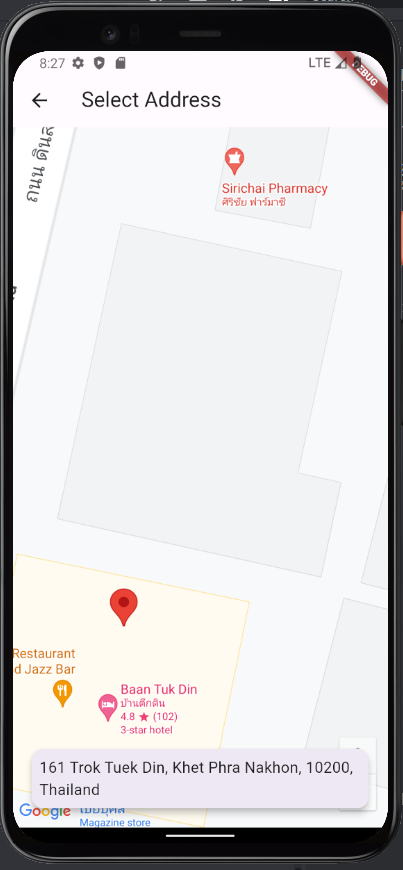 8:27
LTE
DEBUG
Select Address
ถนน ดินส
Sirichai Pharmacy
ศิริชัย ฟาร์มาซี
Restaurant
d Jazz Bar
Baan Tuk Din
บ้านตึกดิน
4.8 ★ (102)
3-star hotel
161 Trok Tuek Din, Khet Phra Nakhon, 10200,
Thailand
Google
Magazine store